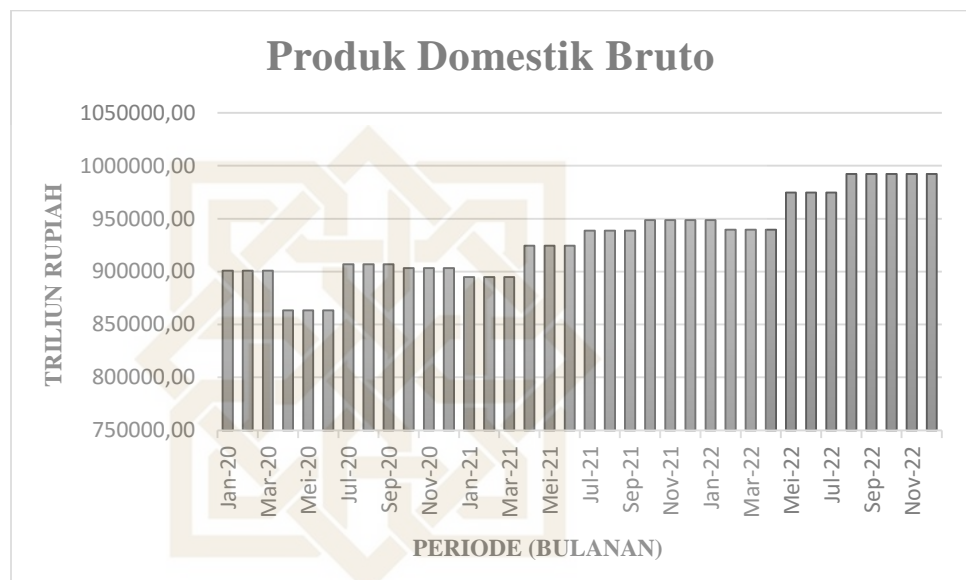 Produk Domestik Bruto
TRILIUN RUPIAH
1050000,00
1000000,00
950000,00
900000,00
850000,00
800000,00
750000,00
Jan-20
Mar-20
Mei-20
Jul-20
Sep-20
Nov-20
Jan-21
Mar-21
Mei-21
Jul-21
Sep-21
Nov-21
Jan-22
Mar-22
Mei-22
Jul-22
Sep-22
Nov-22
PERIODE (BULANAN)